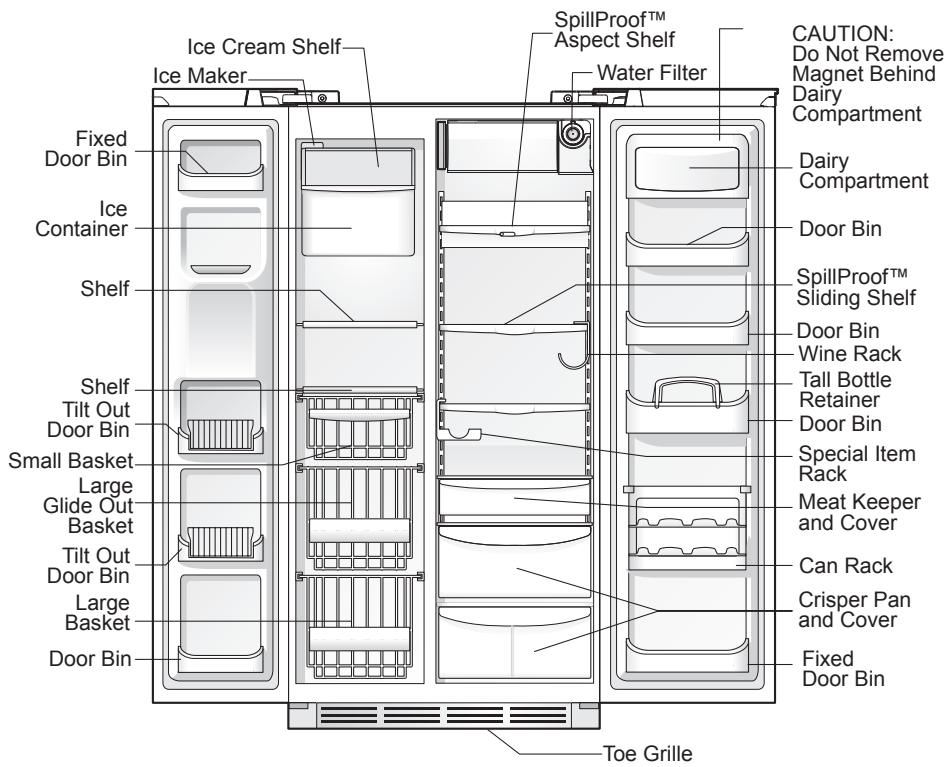 SpillProof™
Aspect Shelf
Ice Cream Shelf
Ice Maker
Water Filter
CAUTION:
Do Not Remove
Magnet Behind
Dairy
Compartment
Fixed
Door Bin
Ice
Container
Shelf
Shelf
Tilt Out
Door Bin
Small Basket
Large
Glide Out
Basket
Tilt Out
Door Bin
Large
Basket
Door Bin
Dairy
Compartment
Door Bin
SpillProof™
Sliding Shelf
Door Bin
Wine Rack
Tall Bottle
Retainer
Door Bin
Special Item
Rack
Meat Keeper
and Cover
Can Rack
Crisper Pan
and Cover
Fixed
Door Bin
Toe Grille